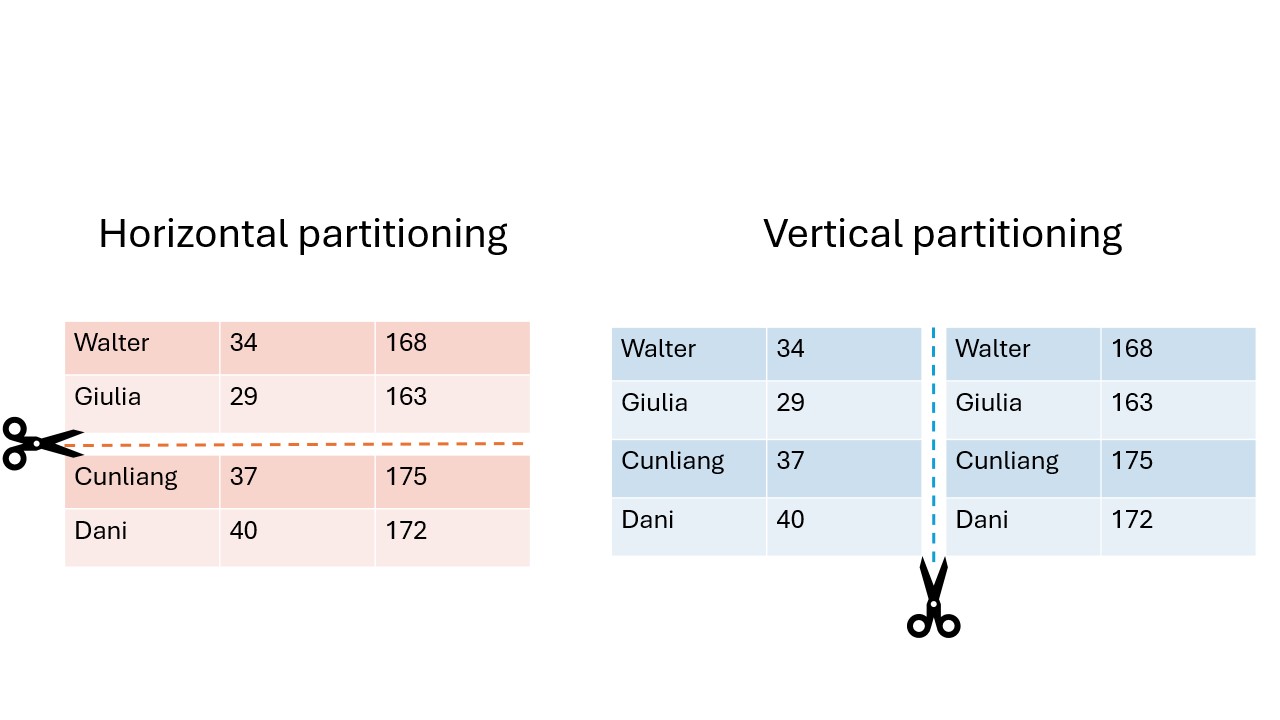 Horizontal partitioning
Walter 34 168
Giulia 29 163
Cunliang 37 175
Dani 40 172
Vertical partitioning
Walter 34 Walter 168
Giulia 29 Giulia 163
Cunliang 37 Cunliang 175
Dani 40 Dani 172